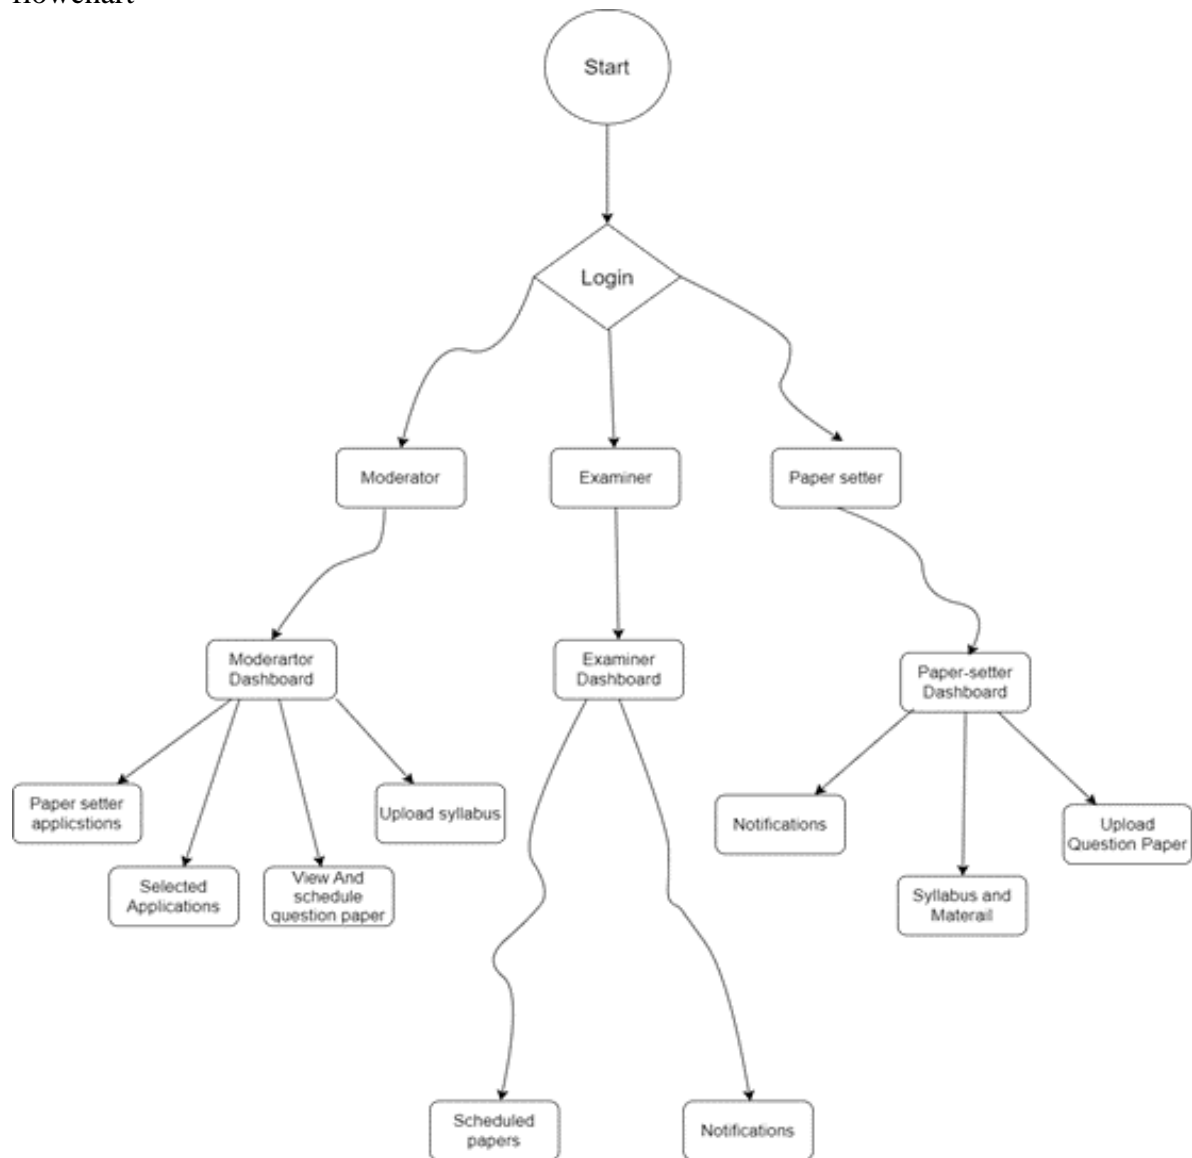 flowchart
Start
Login
Moderator
Examiner
Paper setter
Moderartor
Dashboard
Examiner
Dashboard
Paper-setter
Dashboard
Paper setter
applicstions
Selected
Applications
View And
schedule
question paper
Upload syllabus
Notifications
Syllabus and
Materail
Upload
Question Paper
Scheduled
papers
Notifications